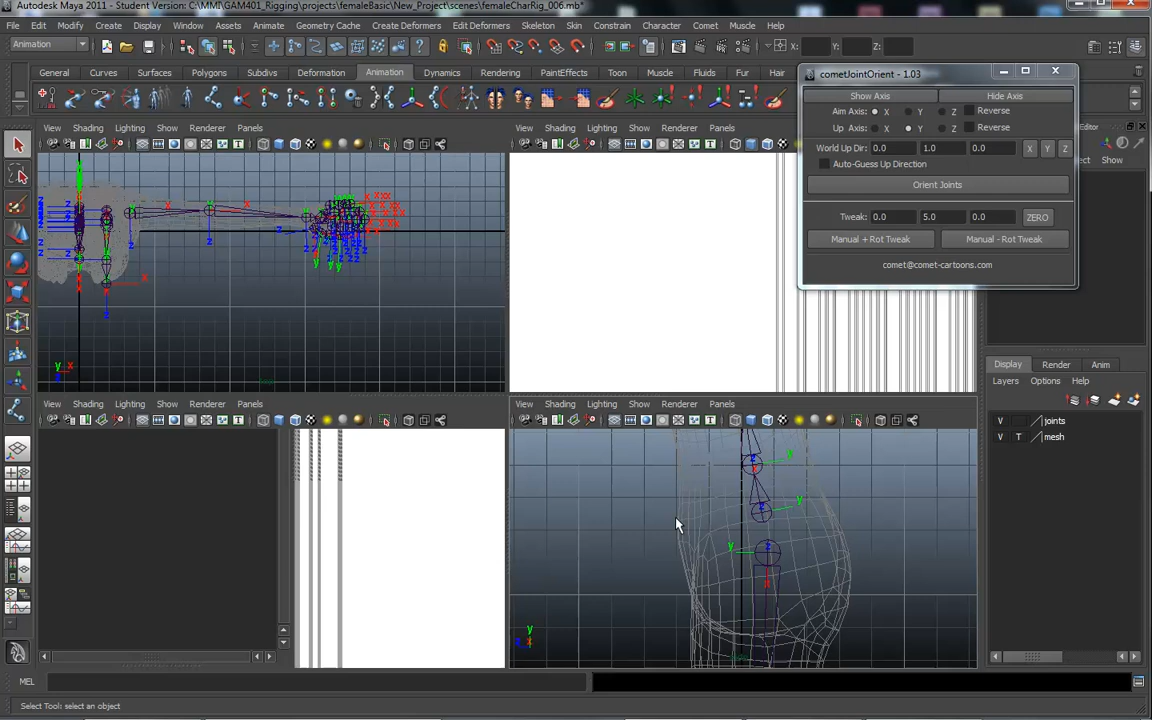 Autodesk Maya 2011 - Student Version: C:\MMI\GAM401_Rigging\projects\femaleBasic\New_Project\scenes\femaleCharRig_006.mb*
File Edit Modify Create Display Window Assets Animate Geometry Cache Create Deformers Edit Deformers Skeleton Skin Constrain Character Comet Muscle Help
Animation X: Y: Z:
General Curves Surfaces Polygons Subdivs Deformation Animation Dynamics Rendering PaintEffects Toon Muscle Fluids Fur Hair
cometJointOrient - 1.03
Show Axis Hide Axis
Aim Axis: X Y Z Reverse
Up Axis: X Y Z Reverse
World Up Dir: 0.0 1.0 0.0 X Y Z
Auto-Guess Up Direction
Orient Joints
Tweak: 0.0 5.0 0.0 ZERO
Manual + Rot Tweak Manual - Rot Tweak
comet@comet-cartoons.com
Editor
Show
View Shading Lighting Show Renderer Panels
View Shading Lighting Show Renderer Panels
View Shading Lighting Show Renderer Panels
View Shading Lighting Show Renderer Panels
Display Render Anim
Layers Options Help
V joints
V T mesh
MEL
Select Tool: select an object